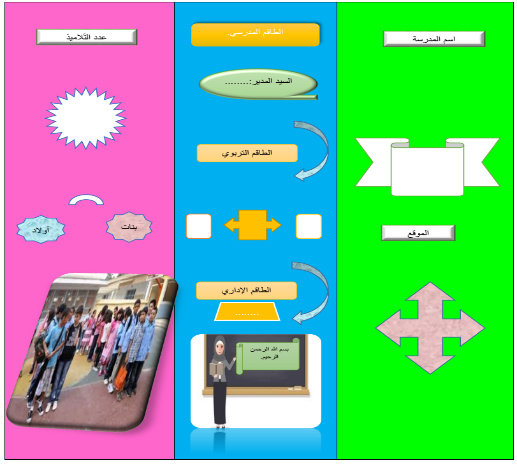 اسم المدرسة
الموقع
الطاقم المدرسي
السيد المدير:........
الطاقم التربوي
الطاقم الإداري
........
بسم الله الرحمن
الرحيم
عدد التلاميذ
بنات
أولاد